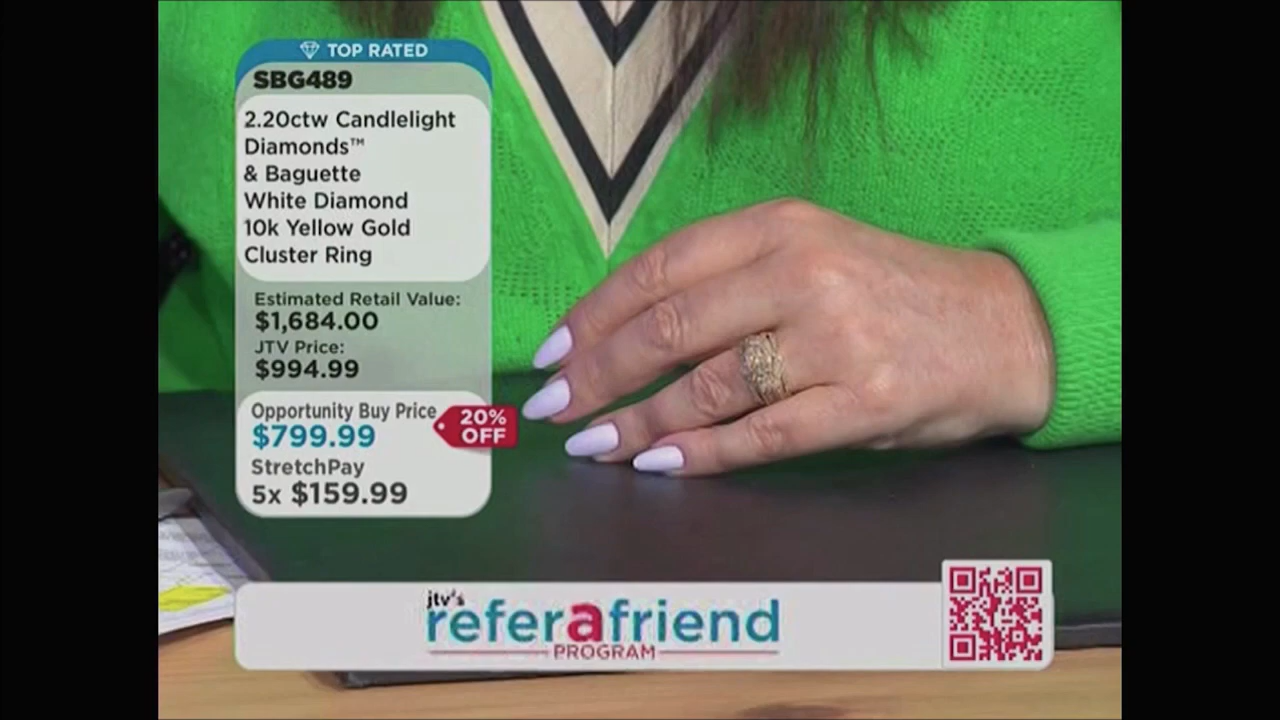 TOP RATED
SBG489
2.20ctw Candlelight
Diamonds™
& Baguette
White Diamond
10k Yellow Gold
Cluster Ring
Estimated Retail Value:
$1,684.00
JTV Price:
$994.99
Opportunity Buy Price
$799.99
20%
OFF
StretchPay
5x $159.99
jtv's
referafriend
PROGRAM